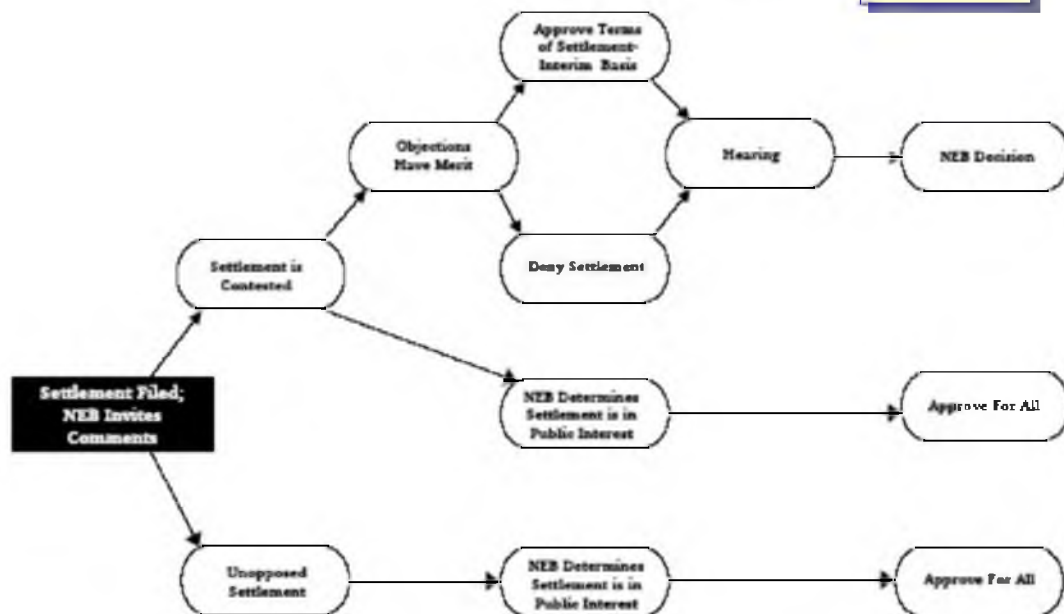 Approve Terms
of Settlement-
Interim Basis
Objections
Have Merit
Hearing
NEB Decision
Settlement is
Contested
Deny Settlement
Settlement Filed;
NEB Invites
Comments
NEB Determines
Settlement is in
Public Interest
Approve For All
Unopposed
Settlement
NEB Determines
Settlement is in
Public Interest
Approve For All